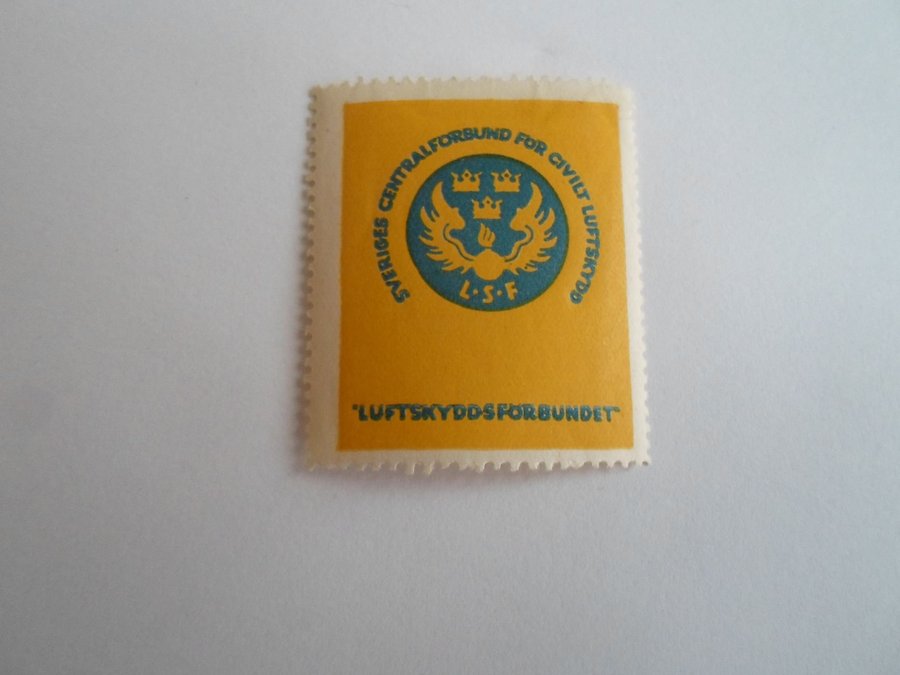 SVERIGES CENTRALFÖRBUND FÖR CIVILT LUFTSKYDD
L·S·F
"LUFTSKYDDSFÖRBUNDET"